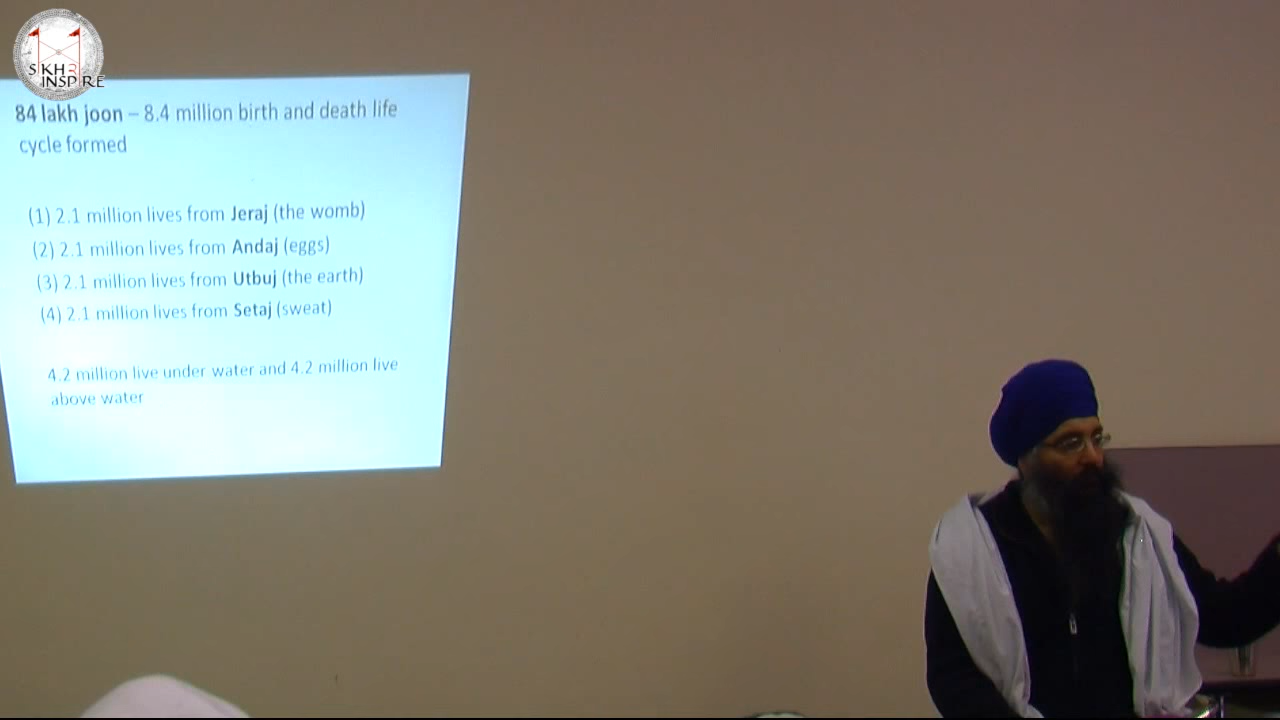 SIKHR
INSPIRE
84 lakh joon – 8.4 million birth and death life
cycle formed
(1) 2.1 million lives from Jeraj (the womb)
(2) 2.1 million lives from Andaj (eggs)
(3) 2.1 million lives from Utbuj (the earth)
(4) 2.1 million lives from Setaj (sweat)
4.2 million live under water and 4.2 million live
above water